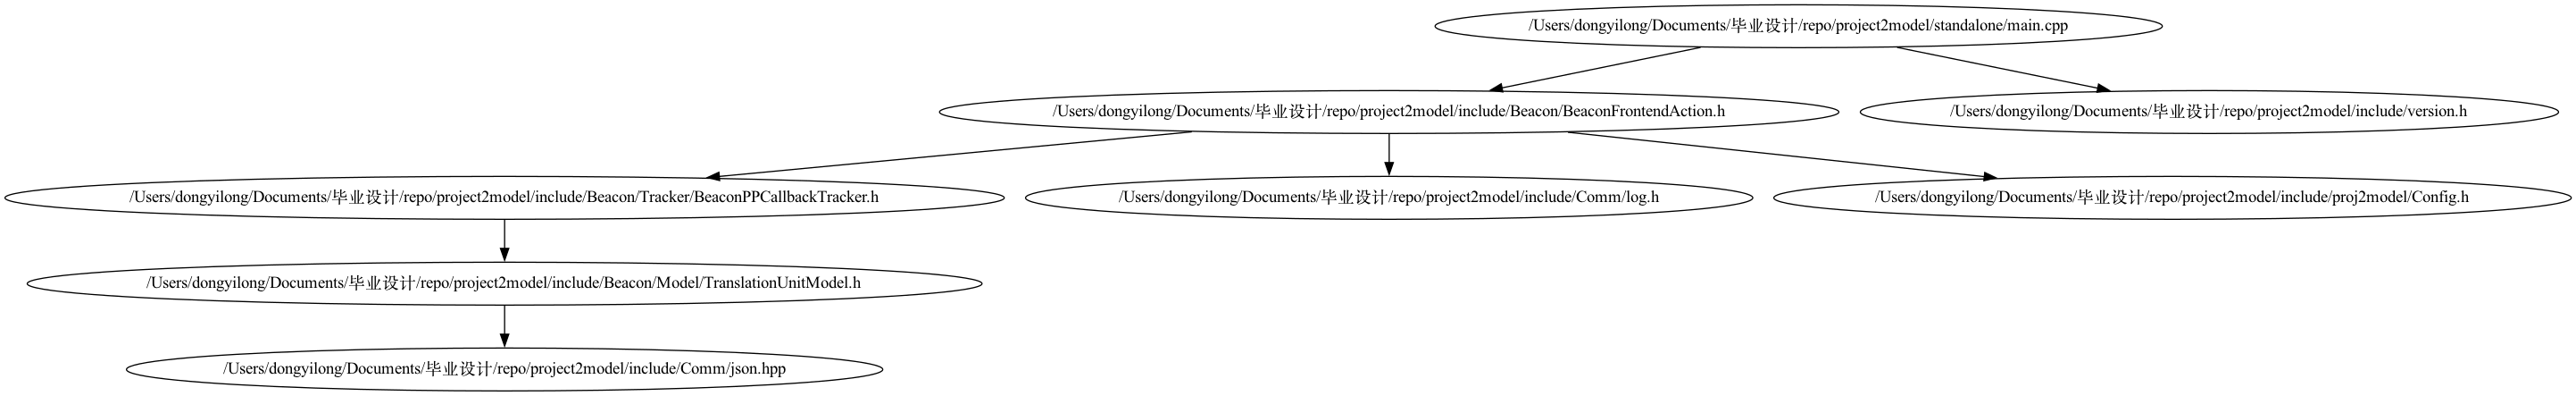 /Users/dongyilong/Documents/毕业设计/repo/project2model/standalone/main.cpp
/Users/dongyilong/Documents/毕业设计/repo/project2model/include/Beacon/BeaconFrontendAction.h
/Users/dongyilong/Documents/毕业设计/repo/project2model/include/version.h
/Users/dongyilong/Documents/毕业设计/repo/project2model/include/Beacon/Tracker/BeaconPPCallbackTracker.h
/Users/dongyilong/Documents/毕业设计/repo/project2model/include/Comm/log.h
/Users/dongyilong/Documents/毕业设计/repo/project2model/include/proj2model/Config.h
/Users/dongyilong/Documents/毕业设计/repo/project2model/include/Beacon/Model/TranslationUnitModel.h
/Users/dongyilong/Documents/毕业设计/repo/project2model/include/Comm/json.hpp